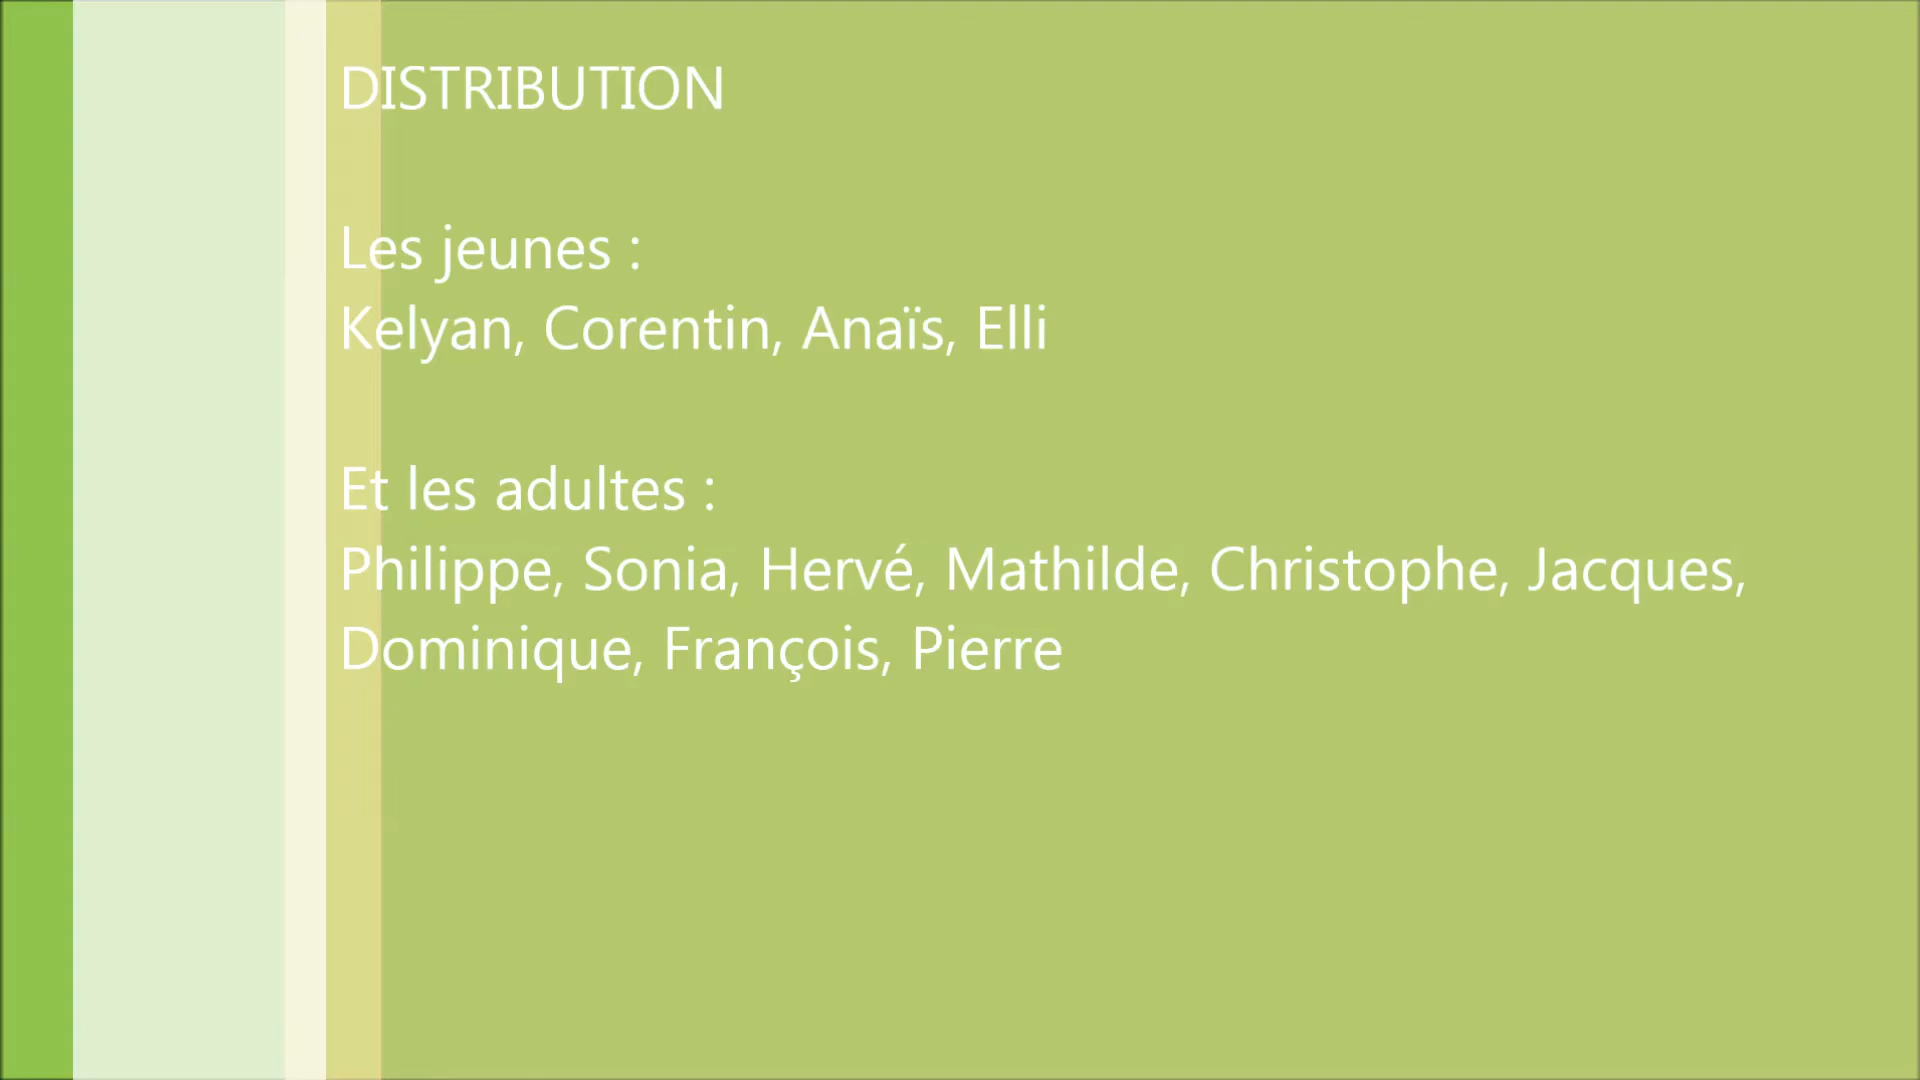 DISTRIBUTION
Les jeunes :
Kelyan, Corentin, Anaïs, Elli
Et les adultes :
Philippe, Sonia, Hervé, Mathilde, Christophe, Jacques,
Dominique, François, Pierre